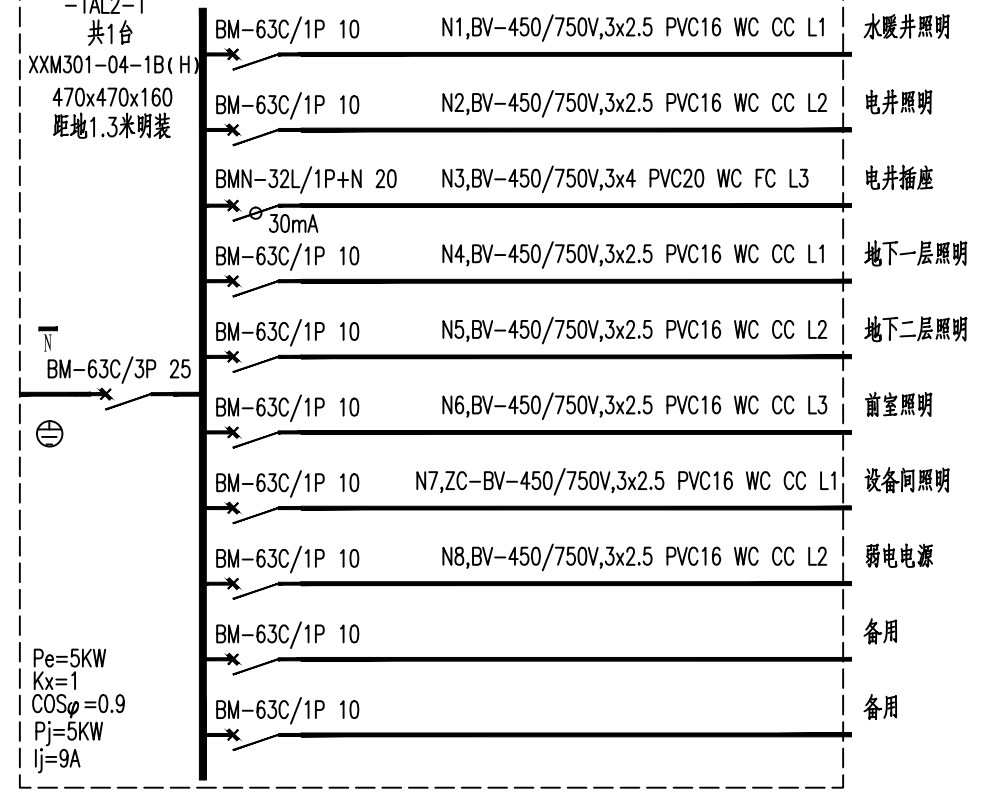 -1AL2-1
共1台
XXM301-04-1B(H)
470x470x160
距地1.3米明装
BM-63C/1P 10 N1,BV-450/750V,3x2.5 PVC16 WC CC L1 水暖井照明
BM-63C/1P 10 N2,BV-450/750V,3x2.5 PVC16 WC CC L2 电井照明
BMN-32L/1P+N 20 N3,BV-450/750V,3x4 PVC20 WC FC L3 电井插座
30mA
BM-63C/1P 10 N4,BV-450/750V,3x2.5 PVC16 WC CC L1 地下一层照明
BM-63C/1P 10 N5,BV-450/750V,3x2.5 PVC16 WC CC L2 地下二层照明
N
BM-63C/3P 25
BM-63C/1P 10 N6,BV-450/750V,3x2.5 PVC16 WC CC L3 前室照明
BM-63C/1P 10 N7,ZC-BV-450/750V,3x2.5 PVC16 WC CC L1 设备间照明
BM-63C/1P 10 N8,BV-450/750V,3x2.5 PVC16 WC CC L2 弱电电源
BM-63C/1P 10 备用
BM-63C/1P 10 备用
Pe=5KW
Kx=1
COSφ=0.9
Pj=5KW
Ij=9A